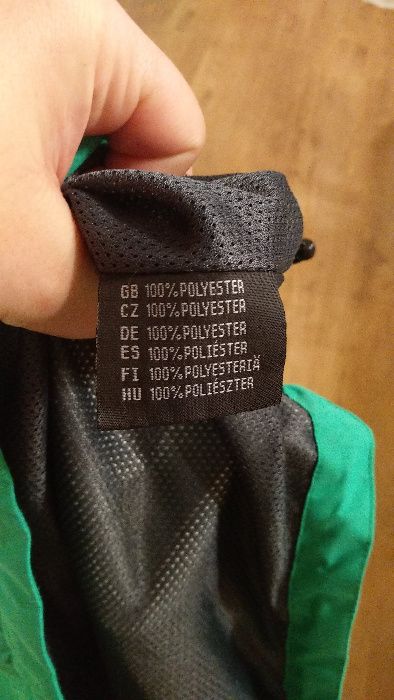 GB 100%POLYESTER
CZ 100%POLYESTER
DE 100%POLYESTER
ES 100%POLIÉSTER
FI 100%POLYESTERIÄ
HU 100%POLIÉSZTER